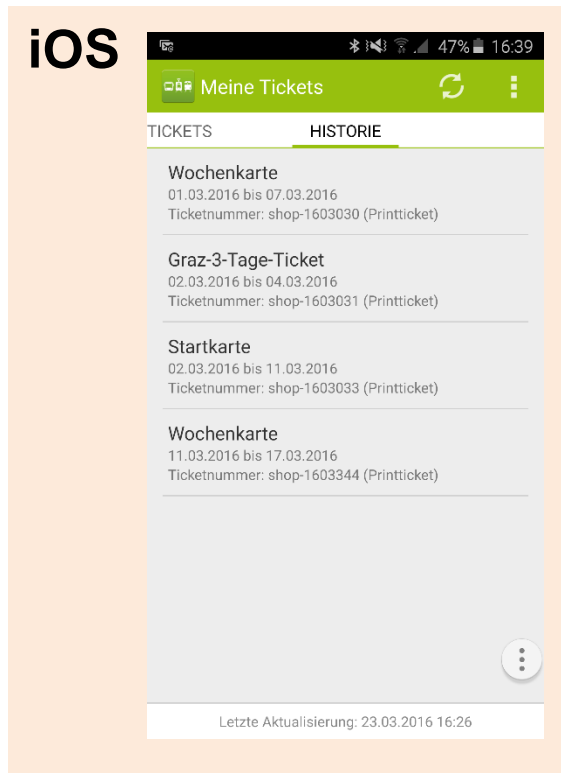 iOS
47% 16:39
Meine Tickets
TICKETS HISTORIE
Wochenkarte
01.03.2016 bis 07.03.2016
Ticketnummer: shop-1603030 (Printticket)
Graz-3-Tage-Ticket
02.03.2016 bis 04.03.2016
Ticketnummer: shop-1603031 (Printticket)
Startkarte
02.03.2016 bis 11.03.2016
Ticketnummer: shop-1603033 (Printticket)
Wochenkarte
11.03.2016 bis 17.03.2016
Ticketnummer: shop-1603344 (Printticket)
Letzte Aktualisierung: 23.03.2016 16:26